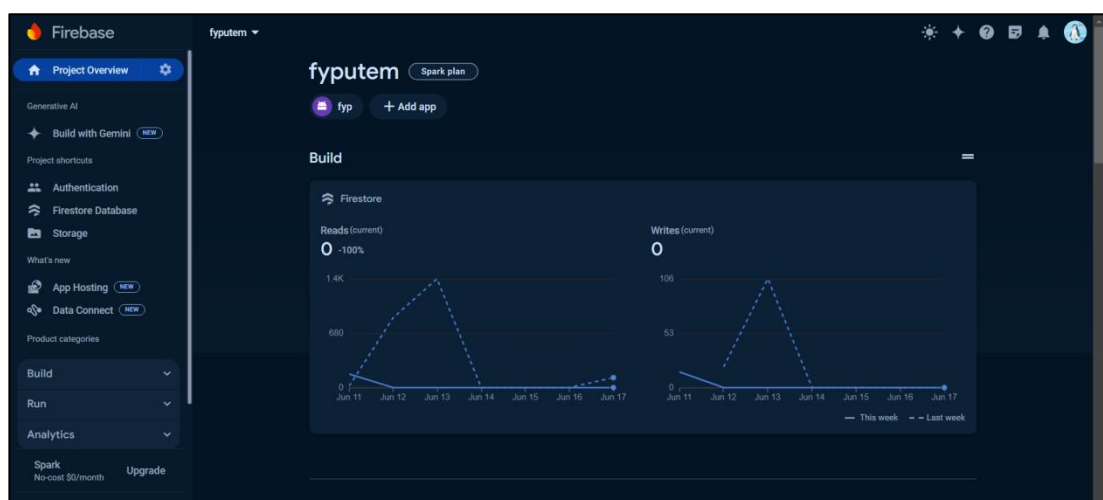 Firebase
fyputem
Project Overview
Generative AI
Build with Gemini NEW
Project shortcuts
Authentication
Firestore Database
Storage
What's new
App Hosting NEW
Data Connect NEW
Product categories
Build
Run
Analytics
Spark
No-cost $0/month
Upgrade
fyputem Spark plan
fyp + Add app
Build
Firestore
Reads (current)
0 -100%
1.4K
680
0
Jun 11 Jun 12 Jun 13 Jun 14 Jun 15 Jun 16 Jun 17
Writes (current)
0
106
53
0
Jun 11 Jun 12 Jun 13 Jun 14 Jun 15 Jun 16 Jun 17
This week Last week